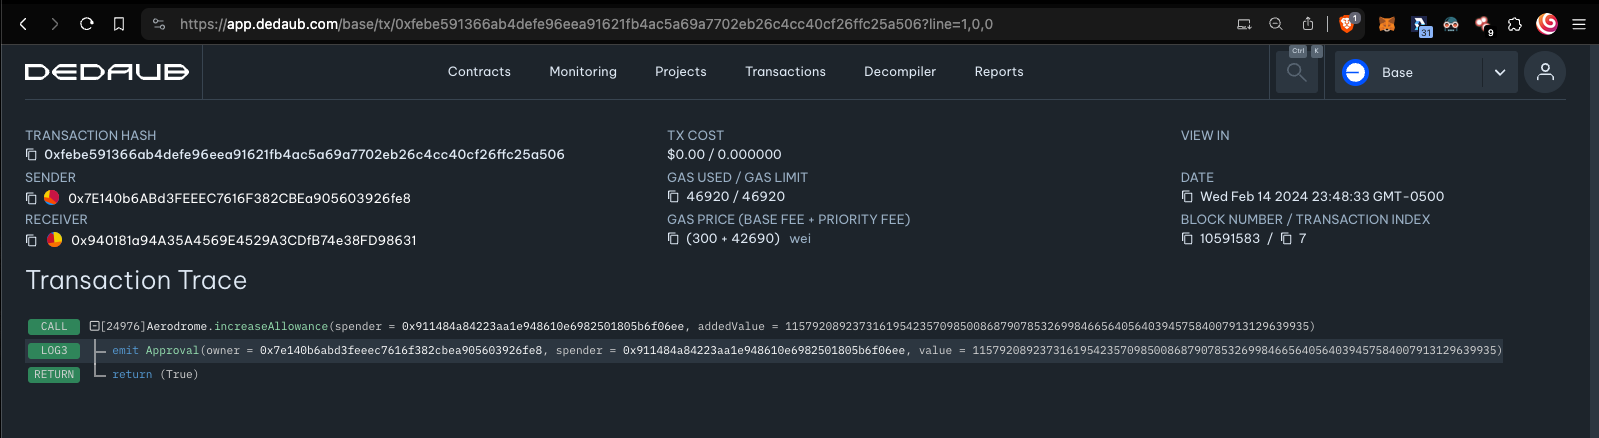 https://app.dedaub.com/base/tx/0xfebe591366ab4defe96eea91621fb4ac5a69a7702eb26c4cc40cf26ffc25a506?line=1,0,0
1
31
9
DEDAUB
Contracts Monitoring Projects Transactions Decompiler Reports
Ctrl K
Base
TRANSACTION HASH
0xfebe591366ab4defe96eea91621fb4ac5a69a7702eb26c4cc40cf26ffc25a506
SENDER
0x7E140b6ABd3FEEEC7616F382CBEa905603926fe8
RECEIVER
0x940181a94A35A4569E4529A3CDfB74e38FD98631
TX COST
$0.00 / 0.000000
GAS USED / GAS LIMIT
46920 / 46920
GAS PRICE (BASE FEE + PRIORITY FEE)
(300 + 42690) wei
VIEW IN
DATE
Wed Feb 14 2024 23:48:33 GMT-0500
BLOCK NUMBER / TRANSACTION INDEX
10591583 / 7
Transaction Trace
CALL [24976]Aerodrome.increaseAllowance(spender = 0x911484a84223aa1e948610e6982501805b6f06ee, addedValue = 115792089237316195423570985008687907853269984665640564039457584007913129639935)
LOG3 emit Approval(owner = 0x7e140b6abd3feeec7616f382cbea905603926fe8, spender = 0x911484a84223aa1e948610e6982501805b6f06ee, value = 115792089237316195423570985008687907853269984665640564039457584007913129639935)
RETURN return (True)